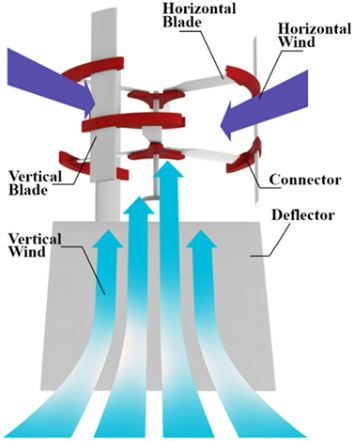 Horizontal
Blade
Horizontal
Wind
Vertical
Blade
Connector
Deflector
Vertical
Wind